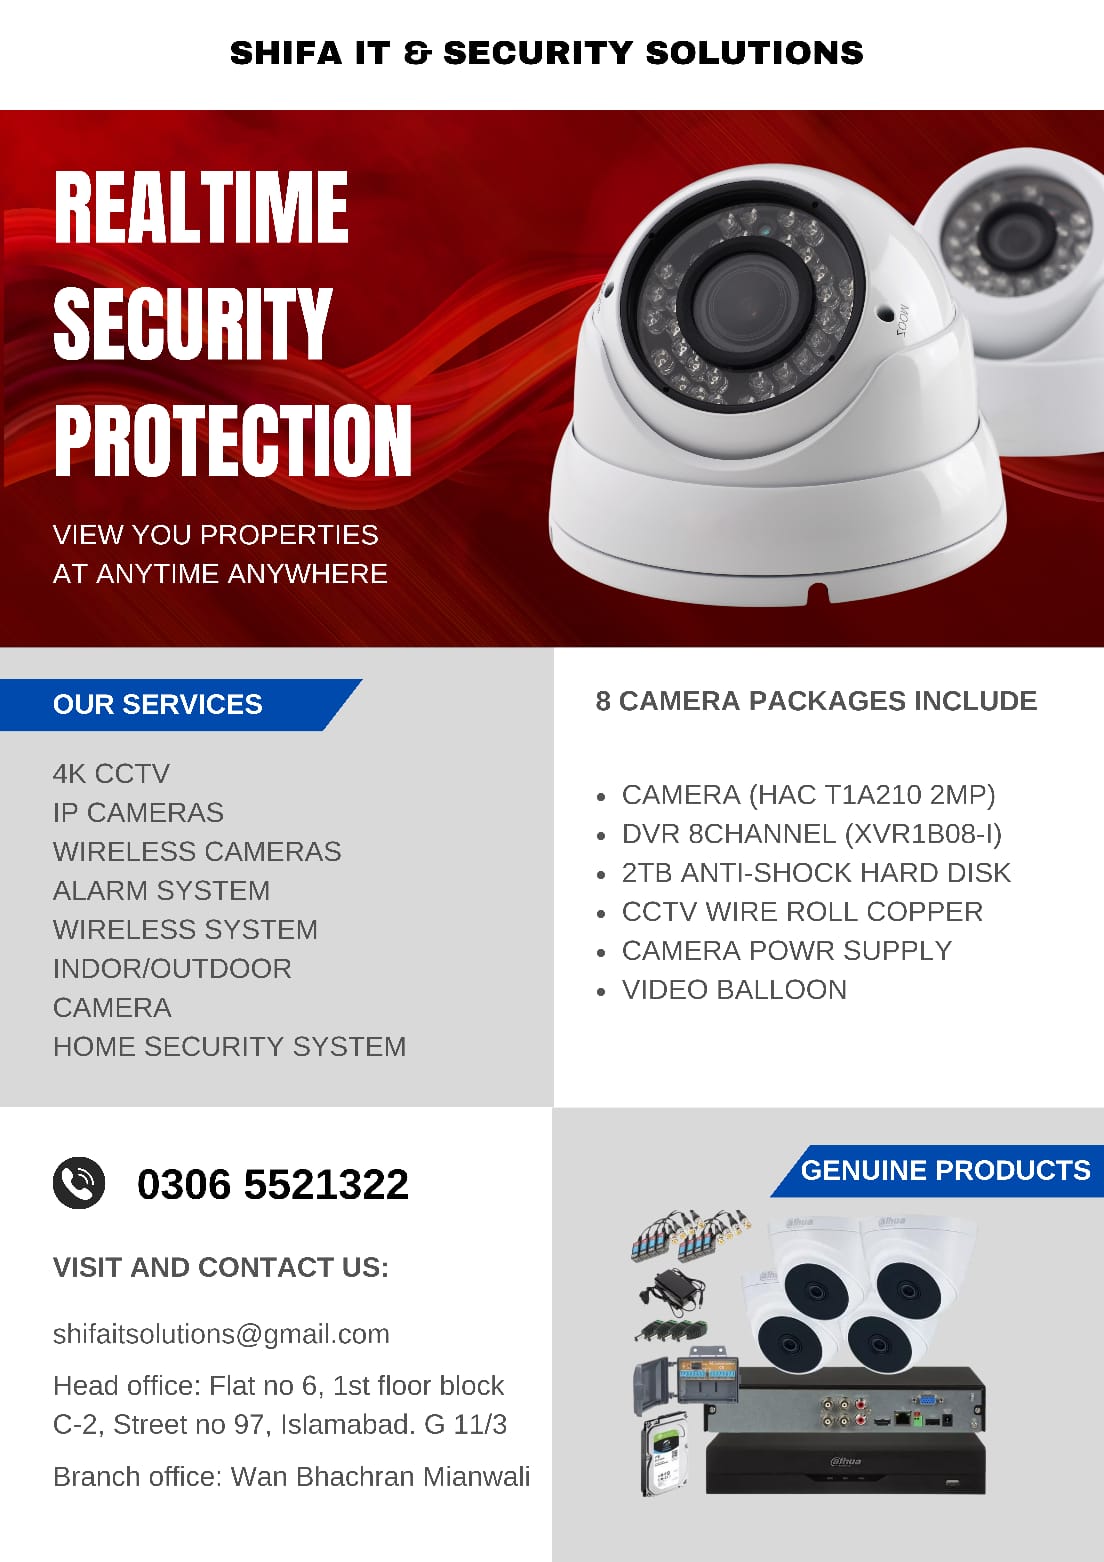 SHIFA IT & SECURITY SOLUTIONS
REALTIME
SECURITY
PROTECTION
VIEW YOU PROPERTIES
AT ANYTIME ANYWHERE
ZOOM
OUR SERVICES
4K CCTV
IP CAMERAS
WIRELESS CAMERAS
ALARM SYSTEM
WIRELESS SYSTEM
INDOR/OUTDOOR
CAMERA
HOME SECURITY SYSTEM
8 CAMERA PACKAGES INCLUDE
• CAMERA (HAC T1A210 2MP)
• DVR 8CHANNEL (XVR1B08-I)
• 2TB ANTI-SHOCK HARD DISK
• CCTV WIRE ROLL COPPER
• CAMERA POWR SUPPLY
• VIDEO BALLOON
0306 5521322
VISIT AND CONTACT US:
shifaitsolutions@gmail.com
Head office: Flat no 6, 1st floor block
C-2, Street no 97, Islamabad. G 11/3
Branch office: Wan Bhachran Mianwali
GENUINE PRODUCTS
alhua
alhua
alhua